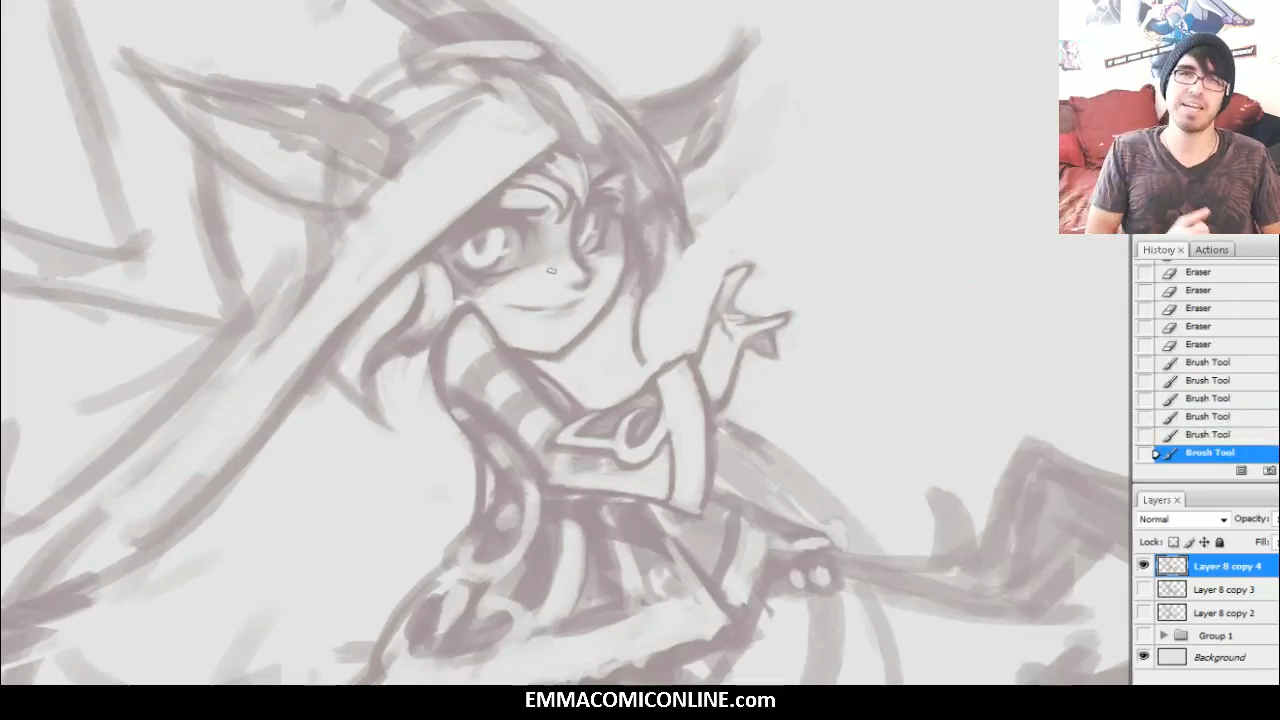 History ×
Actions
Eraser
Eraser
Eraser
Eraser
Eraser
Brush Tool
Brush Tool
Brush Tool
Brush Tool
Brush Tool
Brush Tool
Layers ×
Normal
Opacity:
Lock:
Fill:
Layer 8 copy 4
Layer 8 copy 3
Layer 8 copy 2
Group 1
Background
EMMACOMICONLINE.com